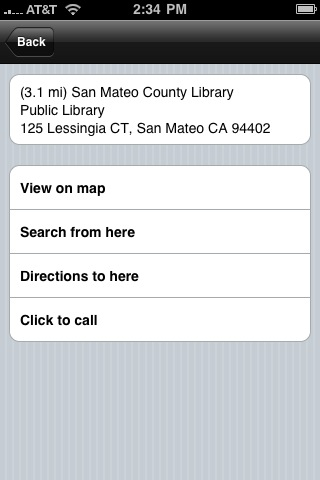 AT&T 2:34 PM
Back
(3.1 mi) San Mateo County Library
Public Library
125 Lessingia CT, San Mateo CA 94402
View on map
Search from here
Directions to here
Click to call